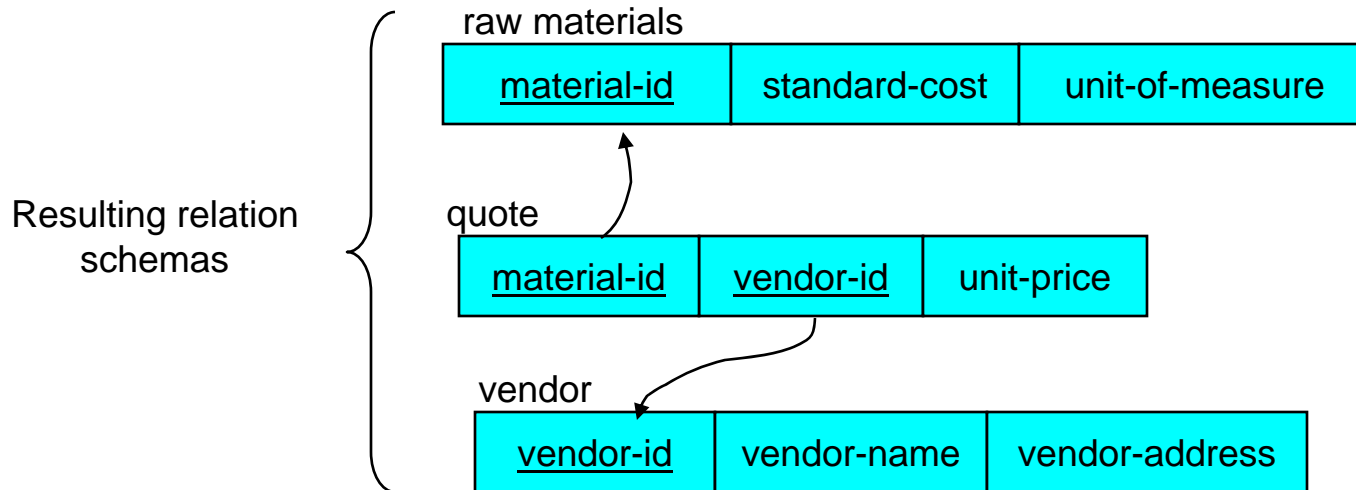 raw materials
material-id standard-cost unit-of-measure
Resulting relation
schemas
quote
material-id vendor-id unit-price
vendor
vendor-id vendor-name vendor-address